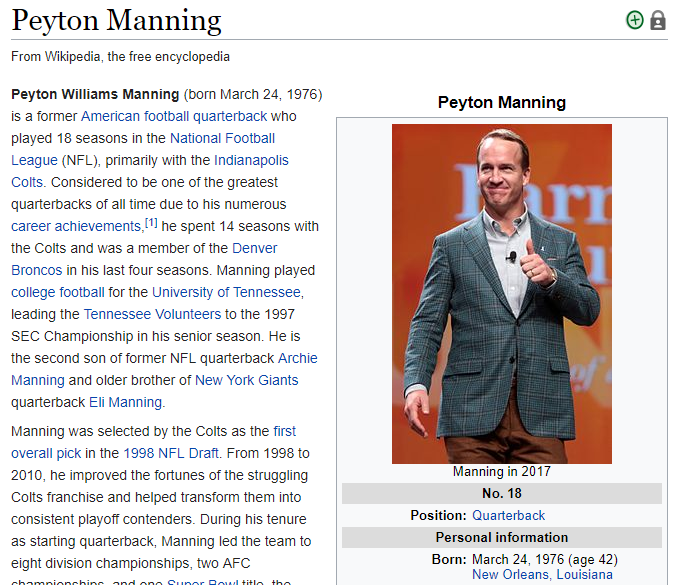 Peyton Manning
From Wikipedia, the free encyclopedia
Peyton Williams Manning (born March 24, 1976)
is a former American football quarterback who
played 18 seasons in the National Football
League (NFL), primarily with the Indianapolis
Colts. Considered to be one of the greatest
quarterbacks of all time due to his numerous
career achievements,[1] he spent 14 seasons with
the Colts and was a member of the Denver
Broncos in his last four seasons. Manning played
college football for the University of Tennessee,
leading the Tennessee Volunteers to the 1997
SEC Championship in his senior season. He is
the second son of former NFL quarterback Archie
Manning and older brother of New York Giants
quarterback Eli Manning.
Manning was selected by the Colts as the first
overall pick in the 1998 NFL Draft. From 1998 to
2010, he improved the fortunes of the struggling
Colts franchise and helped transform them into
consistent playoff contenders. During his tenure
as starting quarterback, Manning led the team to
eight division championships, two AFC
championships, and one Super Bowl title, the
Peyton Manning
of
Manning in 2017
No. 18
Position: Quarterback
Personal information
Born: March 24, 1976 (age 42)
New Orleans, Louisiana